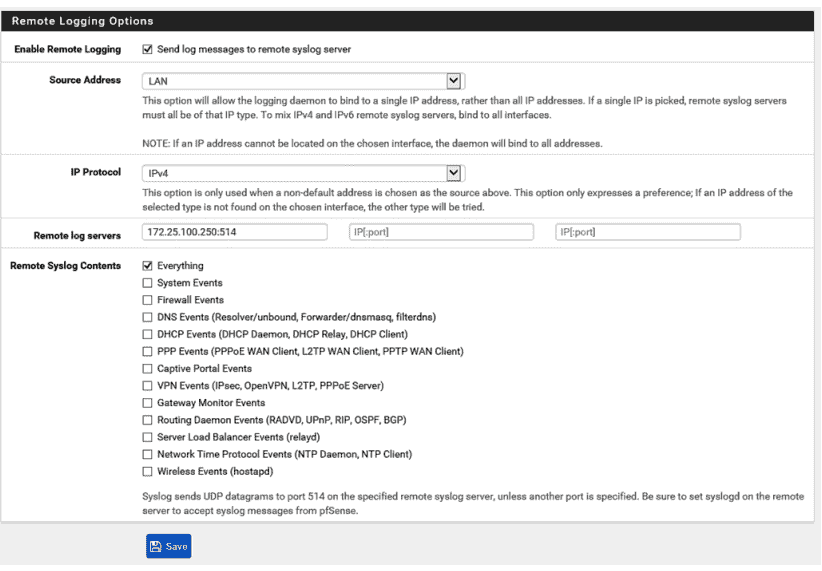 Remote Logging Options
Enable Remote Logging Send log messages to remote syslog server
Source Address LAN
This option will allow the logging daemon to bind to a single IP address, rather than all IP addresses. If a single IP is picked, remote syslog servers
must all be of that IP type. To mix IPv4 and IPv6 remote syslog servers, bind to all interfaces.
NOTE: If an IP address cannot be located on the chosen interface, the daemon will bind to all addresses.
IP Protocol IPv4
This option is only used when a non-default address is chosen as the source above. This option only expresses a preference; If an IP address of the
selected type is not found on the chosen interface, the other type will be tried.
Remote log servers 172.25.100.250:514 IP[:port] IP[:port]
Remote Syslog Contents Everything
System Events
Firewall Events
DNS Events (Resolver/unbound, Forwarder/dnsmasq, filterdns)
DHCP Events (DHCP Daemon, DHCP Relay, DHCP Client)
PPP Events (PPPoE WAN Client, L2TP WAN Client, PPTP WAN Client)
Captive Portal Events
VPN Events (IPsec, OpenVPN, L2TP, PPPoE Server)
Gateway Monitor Events
Routing Daemon Events (RADVD, UPnP, RIP, OSPF, BGP)
Server Load Balancer Events (relayd)
Network Time Protocol Events (NTP Daemon, NTP Client)
Wireless Events (hostapd)
Syslog sends UDP datagrams to port 514 on the specified remote syslog server, unless another port is specified. Be sure to set syslogd on the remote
server to accept syslog messages from pfSense.
Save